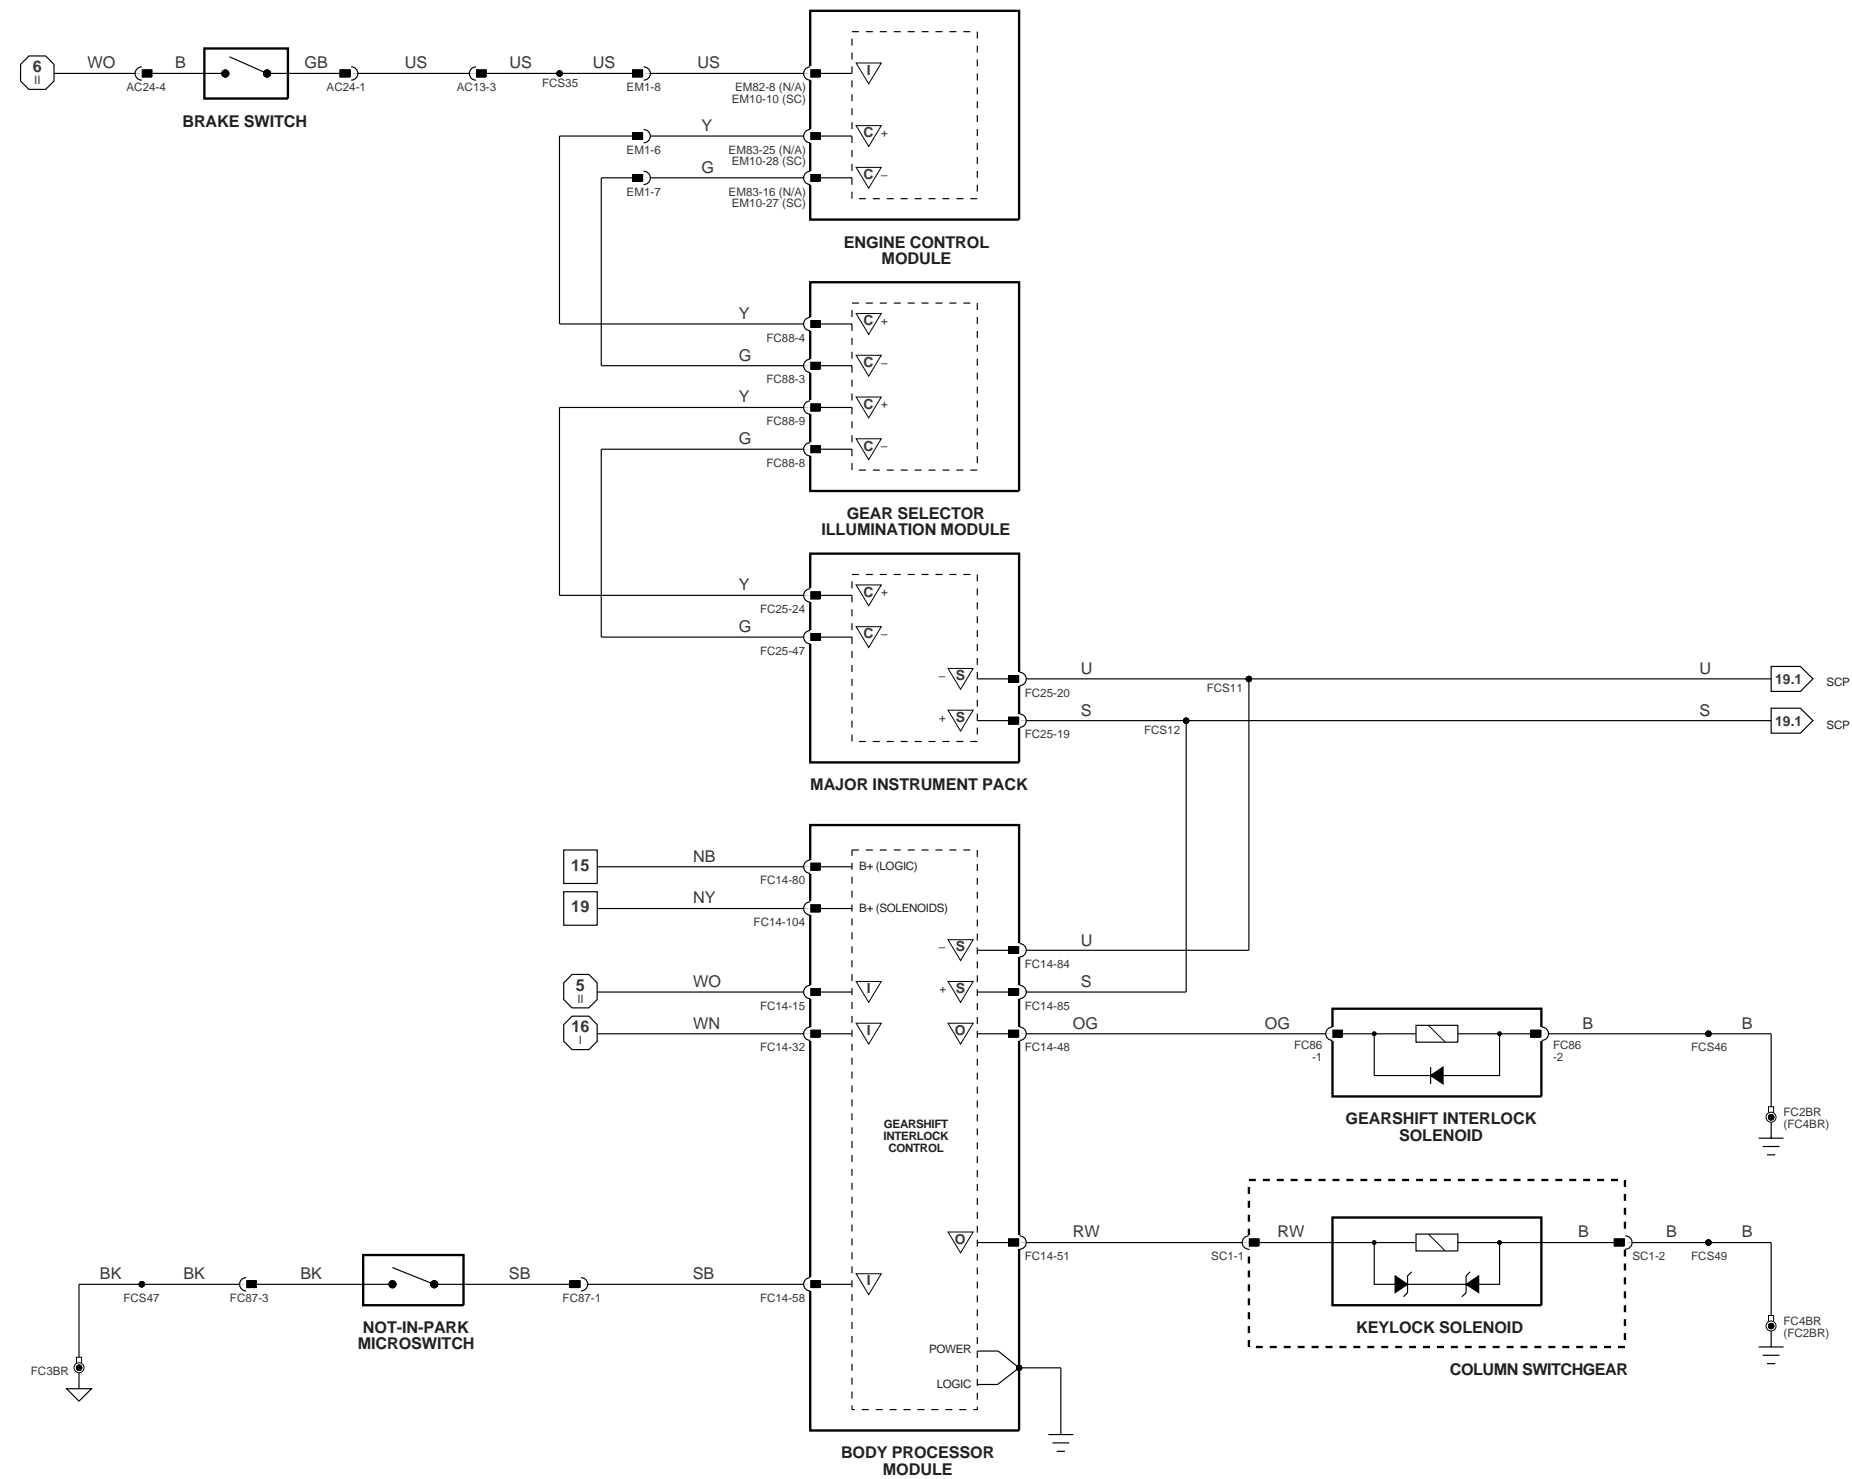 6
II
WO
AC24-4
B
GB
AC24-1
US
AC13-3
US
FCS35
US
EM1-8
US
EM82-8 (N/A)
EM10-10 (SC)
I
BRAKE SWITCH
EM1-6
Y
EM83-25 (N/A)
EM10-28 (SC)
C +
EM1-7
G
EM83-16 (N/A)
EM10-27 (SC)
C –
ENGINE CONTROL
MODULE
Y
FC88-4
C +
G
FC88-3
C –
Y
FC88-9
C +
G
FC88-8
C –
GEAR SELECTOR
ILLUMINATION MODULE
Y
FC25-24
C +
G
FC25-47
C –
– S
FC25-20
U
FCS11
U
19.1
SCP
+ S
FC25-19
S
FCS12
S
19.1
SCP
MAJOR INSTRUMENT PACK
15
NB
FC14-80
B+ (LOGIC)
19
NY
FC14-104
B+ (SOLENOIDS)
– S
FC14-84
U
5
II
WO
FC14-15
I
+ S
FC14-85
S
16
I
WN
FC14-32
I
O
FC14-48
OG
OG
FC86
-1
FC86
-2
B
FCS46
B
FC2BR
(FC4BR)
GEARSHIFT INTERLOCK
SOLENOID
GEARSHIFT
INTERLOCK
CONTROL
O
FC14-51
RW
SC1-1
RW
B
SC1-2
B
FCS49
B
FC4BR
(FC2BR)
KEYLOCK SOLENOID
COLUMN SWITCHGEAR
FC3BR
BK
FCS47
BK
FC87-3
BK
SB
FC87-1
SB
FC14-58
I
NOT-IN-PARK
MICROSWITCH
POWER
LOGIC
BODY PROCESSOR
MODULE